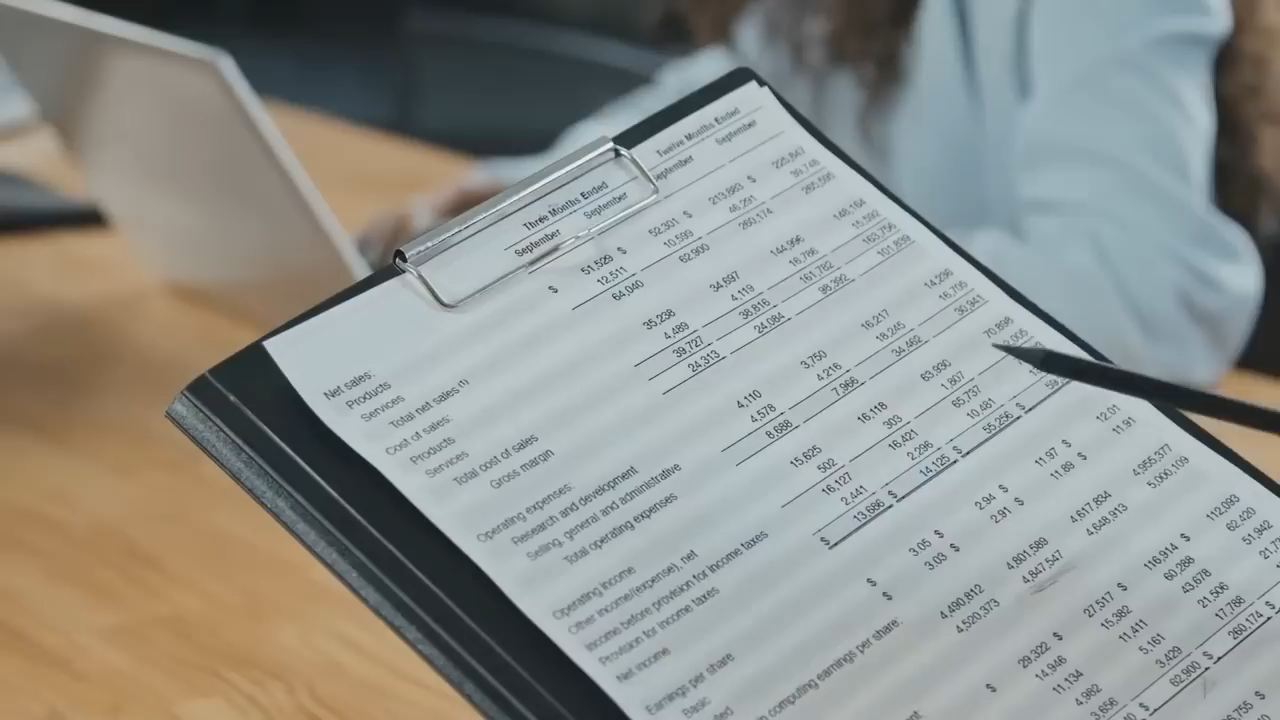 Three Months Ended Twelve Months Ended
September September September September
Net sales:
Products $ 51,529 $ 52,301 $ 213,883 $ 225,847
Services 12,511 10,599 46,291 39,748
Total net sales (1) 64,040 62,900 260,174 265,595
Cost of sales:
Products 35,238 34,697 144,996 148,164
Services 4,489 4,119 16,786 15,592
Total cost of sales 39,727 38,816 161,782 163,756
Gross margin 24,313 24,084 98,392 101,839
Operating expenses:
Research and development 4,110 3,750 16,217 14,236
Selling, general and administrative 4,578 4,216 18,245 16,705
Total operating expenses 8,688 7,966 34,462 30,941
Operating income 15,625 16,118 63,930 70,898
Other income/(expense), net 502 303 1,807 2,005
Income before provision for income taxes 16,127 16,421 65,737
Provision for income taxes 2,441 2,296 10,481
Net income $ 13,686 $ 14,125 $ 55,256 $
Earnings per share
Basic $ 3.05 $ 2.94 $ 11.97 $ 12.01
$ 3.03 $ 2.91 $ 11.89 $ 11.91
computing earnings per share:
4,490,812 4,801,589 4,617,834 4,955,377
4,520,373 4,847,547 4,648,913 5,000,109
$ 29,322 $ 27,517 $ 116,914 $ 112,093
14,946 15,382 60,288 62,420
11,134 11,411 43,678 51,942
4,982 5,161 21,506
3,656 3,429 17,788
62,900 $ 260,174 $